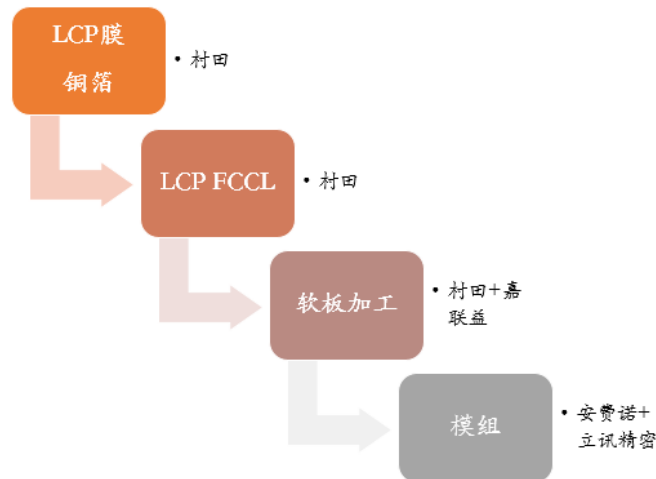 LCP膜
铜箔
• 村田
LCP FCCL
• 村田
软板加工
• 村田+嘉
联益
模组
• 安费诺+
立讯精密